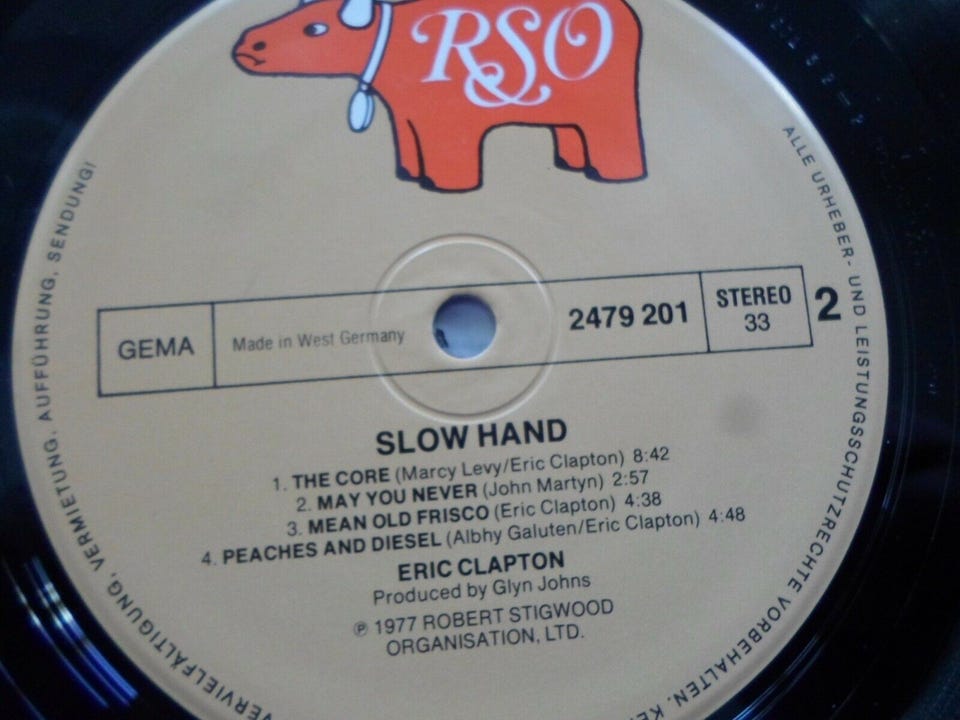 RSO
GEMA
Made in West Germany
2479 201
STEREO
33
2
SLOW HAND
1. THE CORE (Marcy Levy/Eric Clapton) 8:42
2. MAY YOU NEVER (John Martyn) 2:57
3. MEAN OLD FRISCO (Eric Clapton) 4:38
4. PEACHES AND DIESEL (Albhy Galuten/Eric Clapton) 4:48
ERIC CLAPTON
Produced by Glyn Johns
℗ 1977 ROBERT STIGWOOD
ORGANISATION, LTD.
ALLE URHEBER- UND LEISTUNGSSCHUTZRECHTE VORBEHALTEN.
VERVIELFÄLTIGUNG, VERMIETUNG, AUFFÜHRUNG, SENDUNG!